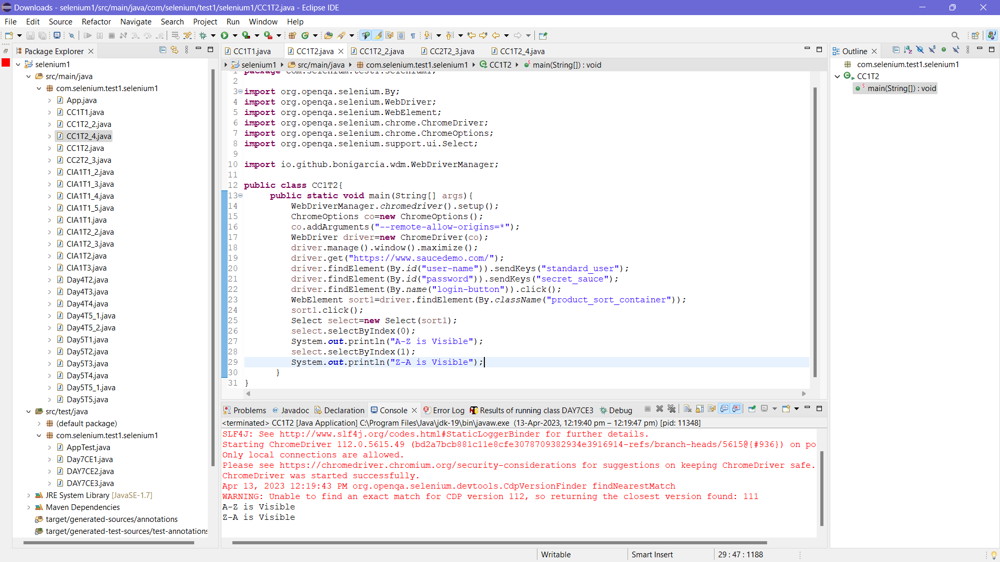 Downloads - selenium1/src/main/java/com/selenium/test1/selenium1/CC1T2.java - Eclipse IDE
File Edit Source Refactor Navigate Search Project Run Window Help
Package Explorer
selenium1
src/main/java
com.selenium.test1.selenium1
App.java
CC1T1.java
CC1T2_2.java
CC1T2_4.java
CC1T2.java
CC2T2_3.java
CIA1T1_2.java
CIA1T1_3.java
CIA1T1_4.java
CIA1T1_5.java
CIA1T1.java
CIA1T2_2.java
CIA1T2_3.java
CIA1T2.java
CIA1T3.java
Day4T2.java
Day4T3.java
Day4T4.java
Day4T5_1.java
Day4T5_2.java
Day5T1.java
Day5T2.java
Day5T3.java
Day5T4.java
Day5T5_1.java
Day5T5.java
src/test/java
(default package)
com.selenium.test1.selenium1
AppTest.java
Day7CE1.java
DAY7CE2.java
DAY7CE3.java
JRE System Library [JavaSE-1.7]
Maven Dependencies
target/generated-sources/annotations
target/generated-test-sources/test-annotations
CC1T1.java CC1T2.java CC1T2_2.java CC2T2_3.java CC1T2_4.java
selenium1 src/main/java com.selenium.test1.selenium1 CC1T2 main(String[]) : void
1 package com.selenium.test1.selenium1;
2
3 import org.openqa.selenium.By;
4 import org.openqa.selenium.WebDriver;
5 import org.openqa.selenium.WebElement;
6 import org.openqa.selenium.chrome.ChromeDriver;
7 import org.openqa.selenium.chrome.ChromeOptions;
8 import org.openqa.selenium.support.ui.Select;
9
10 import io.github.bonigarcia.wdm.WebDriverManager;
11
12 public class CC1T2{
13 public static void main(String[] args){
14 WebDriverManager.chromedriver().setup();
15 ChromeOptions co=new ChromeOptions();
16 co.addArguments("--remote-allow-origins=*");
17 WebDriver driver=new ChromeDriver(co);
18 driver.manage().window().maximize();
19 driver.get("https://www.saucedemo.com/");
20 driver.findElement(By.id("user-name")).sendKeys("standard_user");
21 driver.findElement(By.id("password")).sendKeys("secret_sauce");
22 driver.findElement(By.name("login-button")).click();
23 WebElement sort1=driver.findElement(By.className("product_sort_container"));
24 sort1.click();
25 Select select=new Select(sort1);
26 select.selectByIndex(0);
27 System.out.println("A-Z is Visible");
28 select.selectByIndex(1);
29 System.out.println("Z-A is Visible");
30 }
31 }
Problems Javadoc Declaration Console Error Log Results of running class DAY7CE3 Debug
<terminated> CC1T2 [Java Application] C:\Program Files\Java\jdk-19\bin\javaw.exe (13-Apr-2023, 12:19:40 pm – 12:19:47 pm) [pid: 11348]
SLF4J: See http://www.slf4j.org/codes.html#StaticLoggerBinder for further details.
Starting ChromeDriver 112.0.5615.49 (bd2a7bcb881c11e8cfe3078709382934e3916914-refs/branch-heads/5615@{#936}) on po
Only local connections are allowed.
Please see https://chromedriver.chromium.org/security-considerations for suggestions on keeping ChromeDriver safe.
ChromeDriver was started successfully.
Apr 13, 2023 12:19:43 PM org.openqa.selenium.devtools.CdpVersionFinder findNearestMatch
WARNING: Unable to find an exact match for CDP version 112, so returning the closest version found: 111
A-Z is Visible
Z-A is Visible
Outline
com.selenium.test1.selenium1
CC1T2
main(String[]) : void
Writable Smart Insert 29 : 47 : 1188